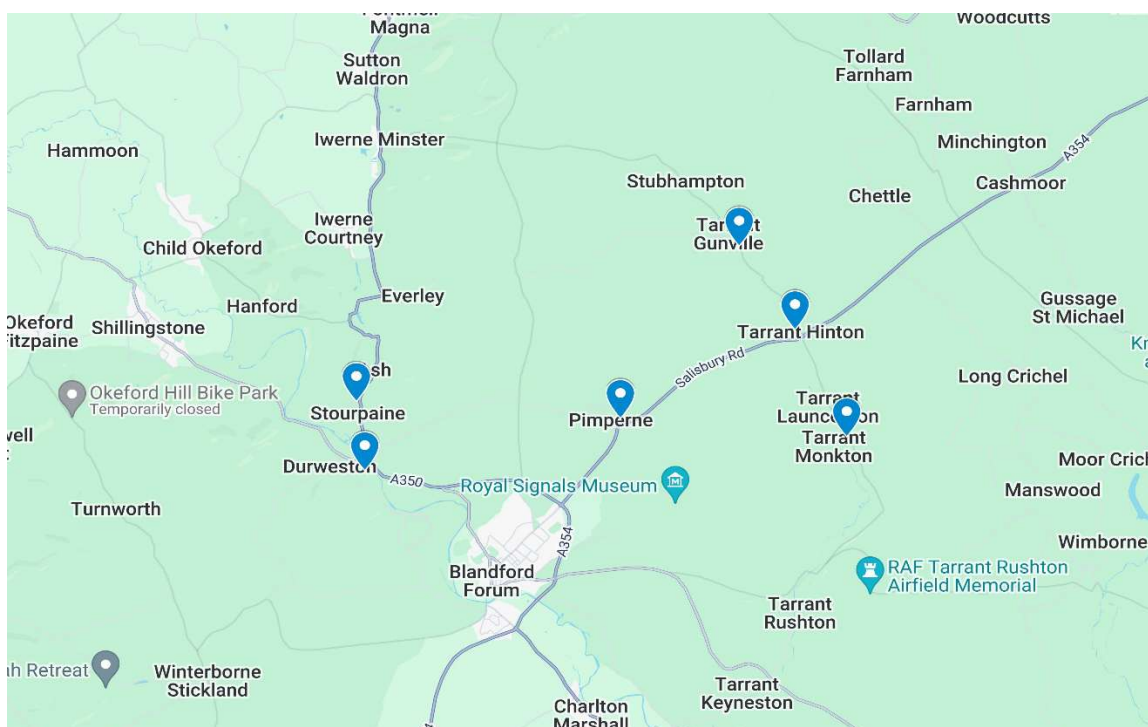 Magna
Woodcutts
Sutton
Waldron
Tollard
Farnham
Farnham
Iwerne Minster
Minchington
A354
Hammoon
Stubhampton
Cashmoor
Chettle
Iwerne
Courtney
Gunville
Child Okeford
Everley
Hanford
Gussage
St Michael
Okeford
Shillingstone
Tarrant Hinton
Salisbury Rd
Long Crichel
Okeford Hill Bike Park
Temporarily closed
Stourpaine
Pimperne
Tarrant
Tarrant
Monkton
Durweston
A350
Royal Signals Museum
Manswood
Turnworth
A354
Blandford
Forum
RAF Tarrant Rushton
Airfield Memorial
Tarrant
Rushton
Winterborne
Stickland
Tarrant
Keyneston
Charlton
Marshall